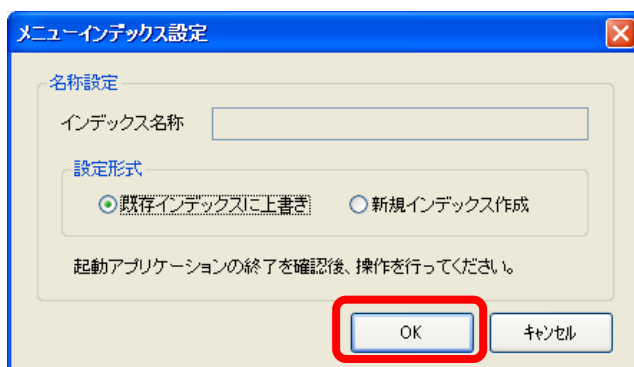 メニューインデックス設定
名称設定
インデックス名称
設定形式
既存インデックスに上書き
新規インデックス作成
起動アプリケーションの終了を確認後、操作を行ってください。
OK
キャンセル